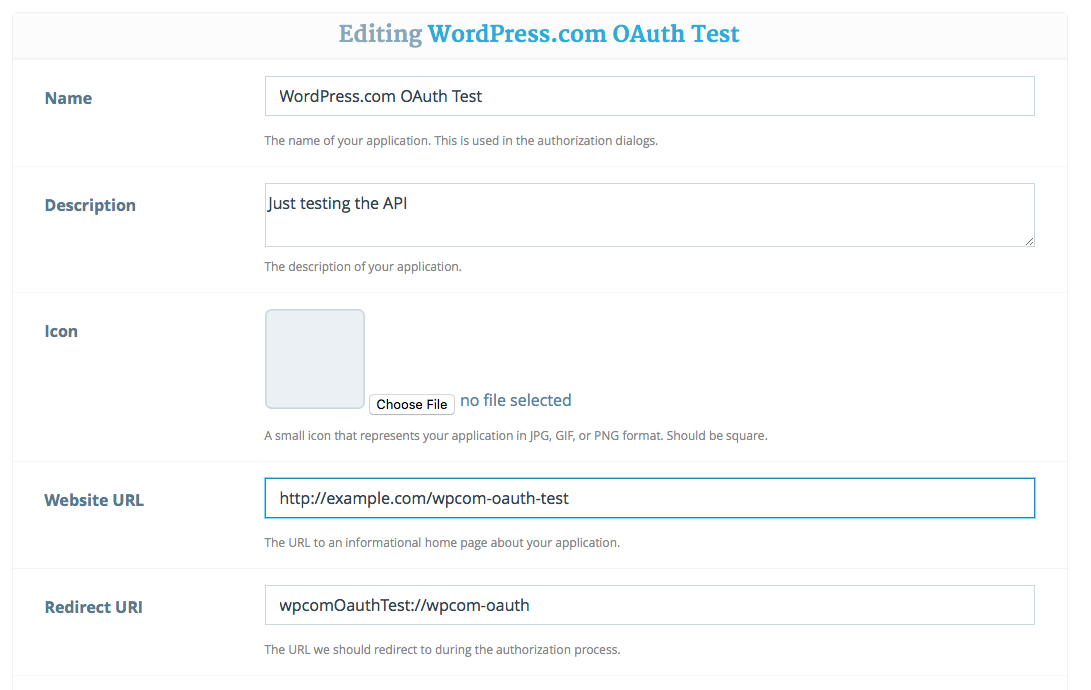 Editing WordPress.com OAuth Test
Name
WordPress.com OAuth Test
The name of your application. This is used in the authorization dialogs.
Description
Just testing the API
The description of your application.
Icon
Choose File no file selected
A small icon that represents your application in JPG, GIF, or PNG format. Should be square.
Website URL
http://example.com/wpcom-oauth-test
The URL to an informational home page about your application.
Redirect URI
wpcomOauthTest://wpcom-oauth
The URL we should redirect to during the authorization process.